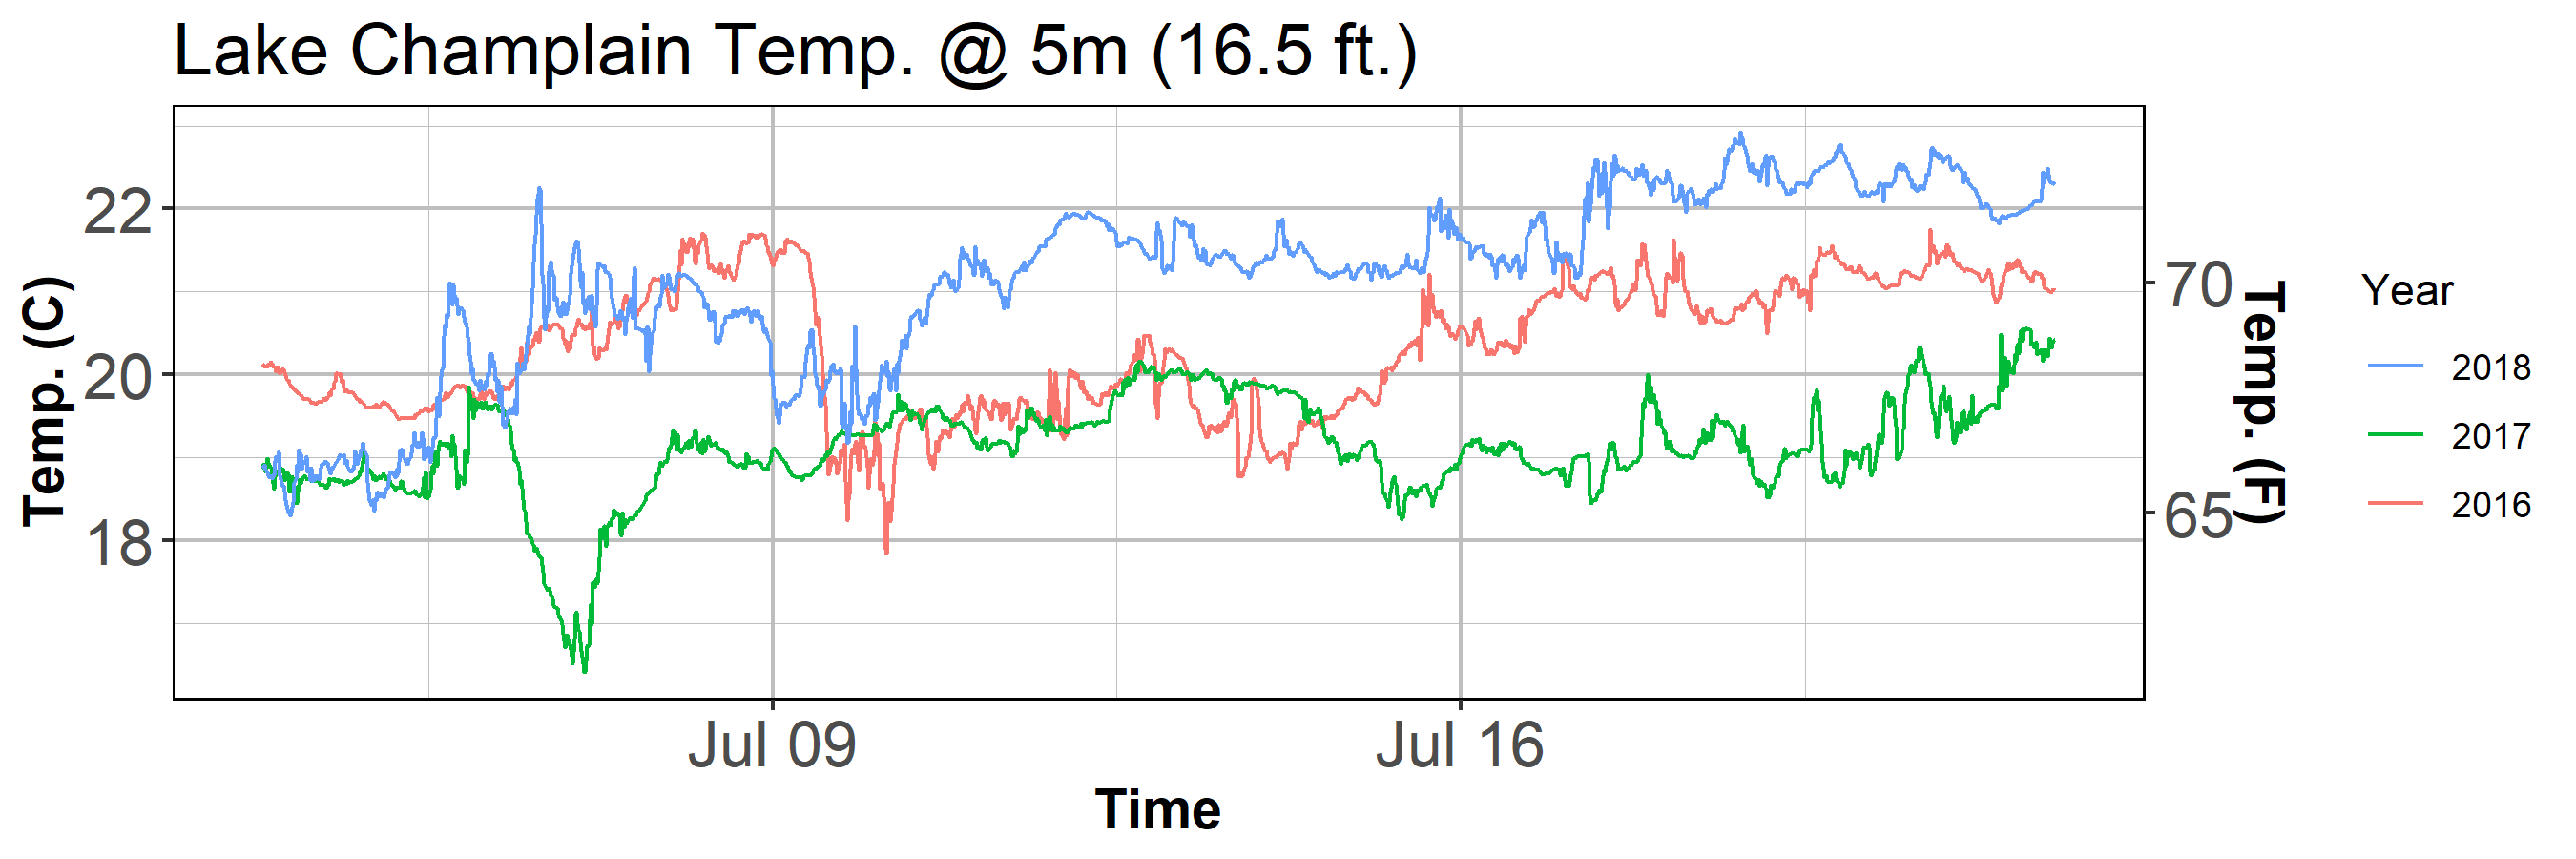 Lake Champlain Temp. @ 5m (16.5 ft.)
Temp. (C)
22
20
18
70
65
Temp. (F)
Jul 09
Jul 16
Time
Year
2018
2017
2016